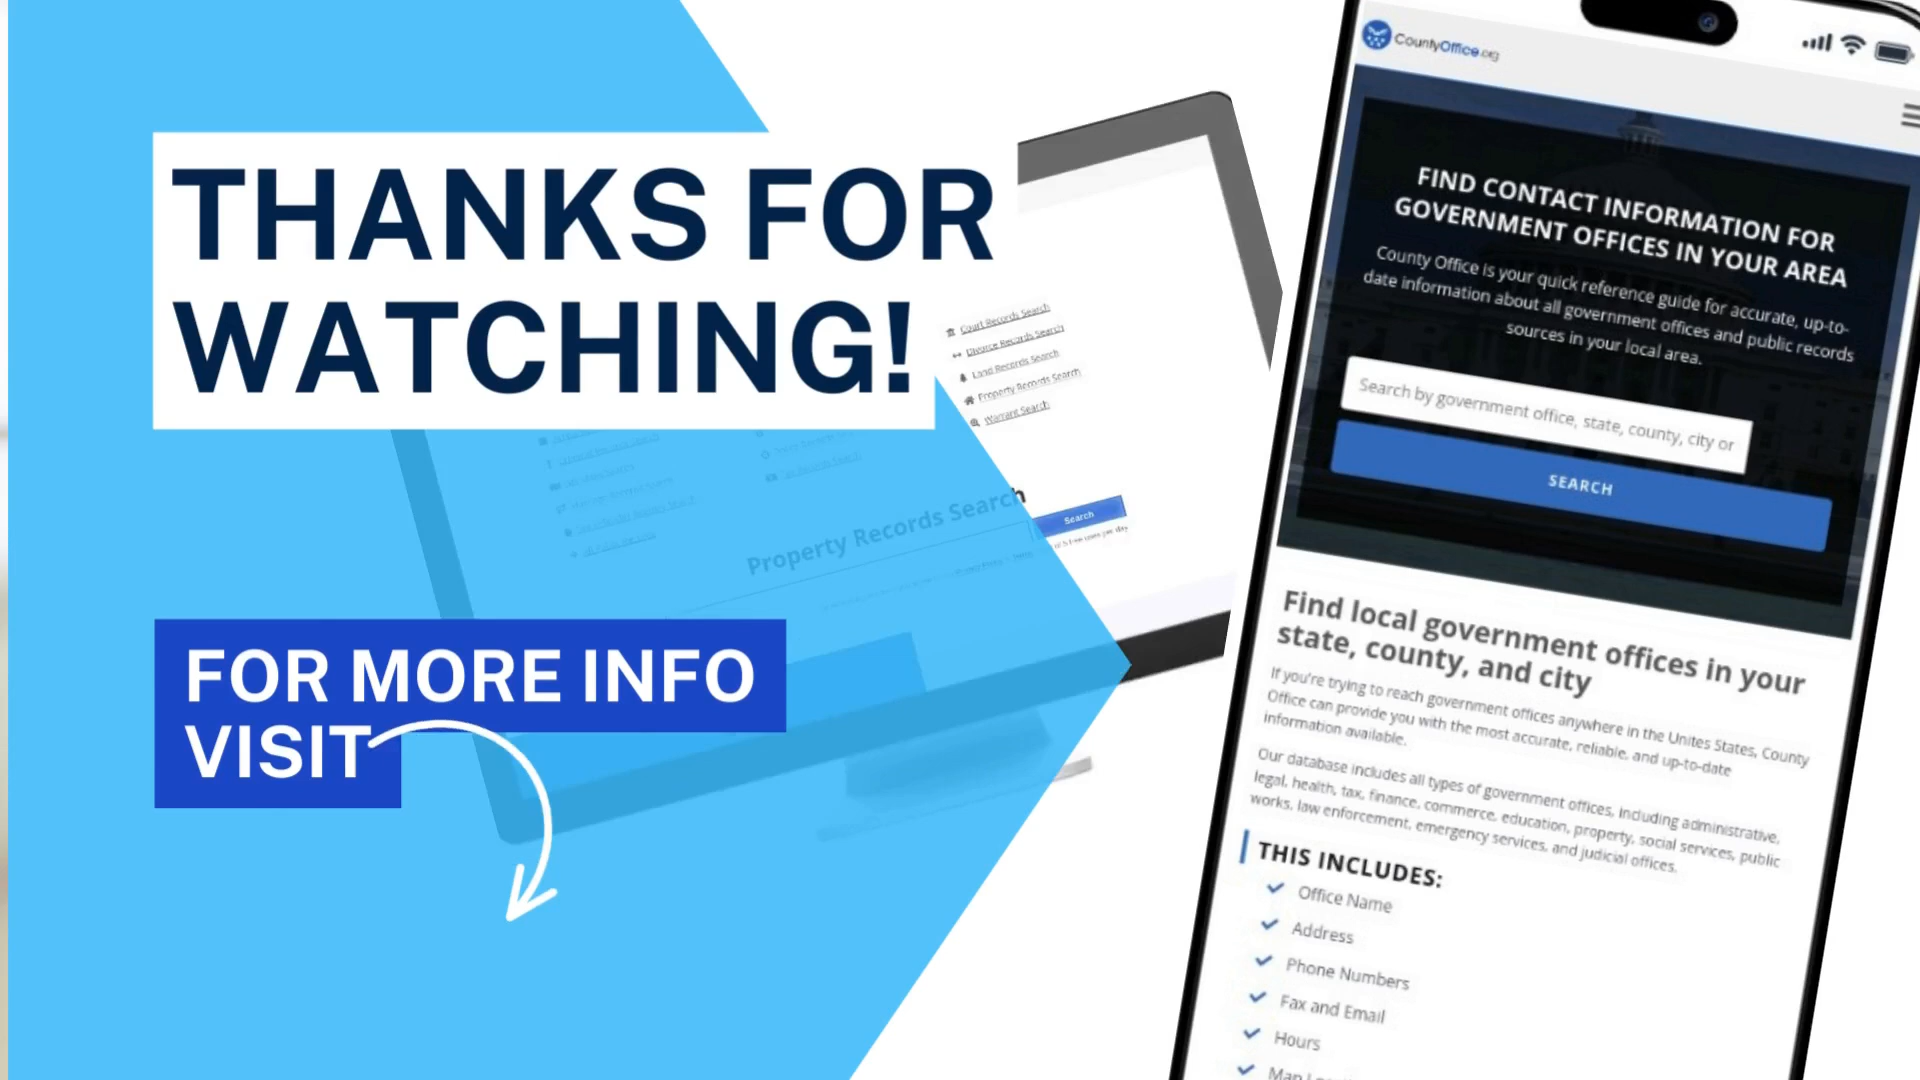 THANKS FOR
WATCHING!
FOR MORE INFO
VISIT
Court Records Search
Divorce Records Search
Land Records Search
Property Records Search
Warrant Search
Property Records Search
Search
CountyOffice.org
FIND CONTACT INFORMATION FOR
GOVERNMENT OFFICES IN YOUR AREA
County Office is your quick reference guide for accurate, up-to-
date information about all government offices and public records
sources in your local area.
Search by government office, state, county, city or
SEARCH
Find local government offices in your
state, county, and city
If you're trying to reach government offices anywhere in the Unites States, County
Office can provide you with the most accurate, reliable, and up-to-date
information available.
Our database includes all types of government offices, including administrative,
legal, health, tax, finance, commerce, education, property, social services, public
works, law enforcement, emergency services, and judicial offices.
THIS INCLUDES:
Office Name
Address
Phone Numbers
Fax and Email
Hours
Map